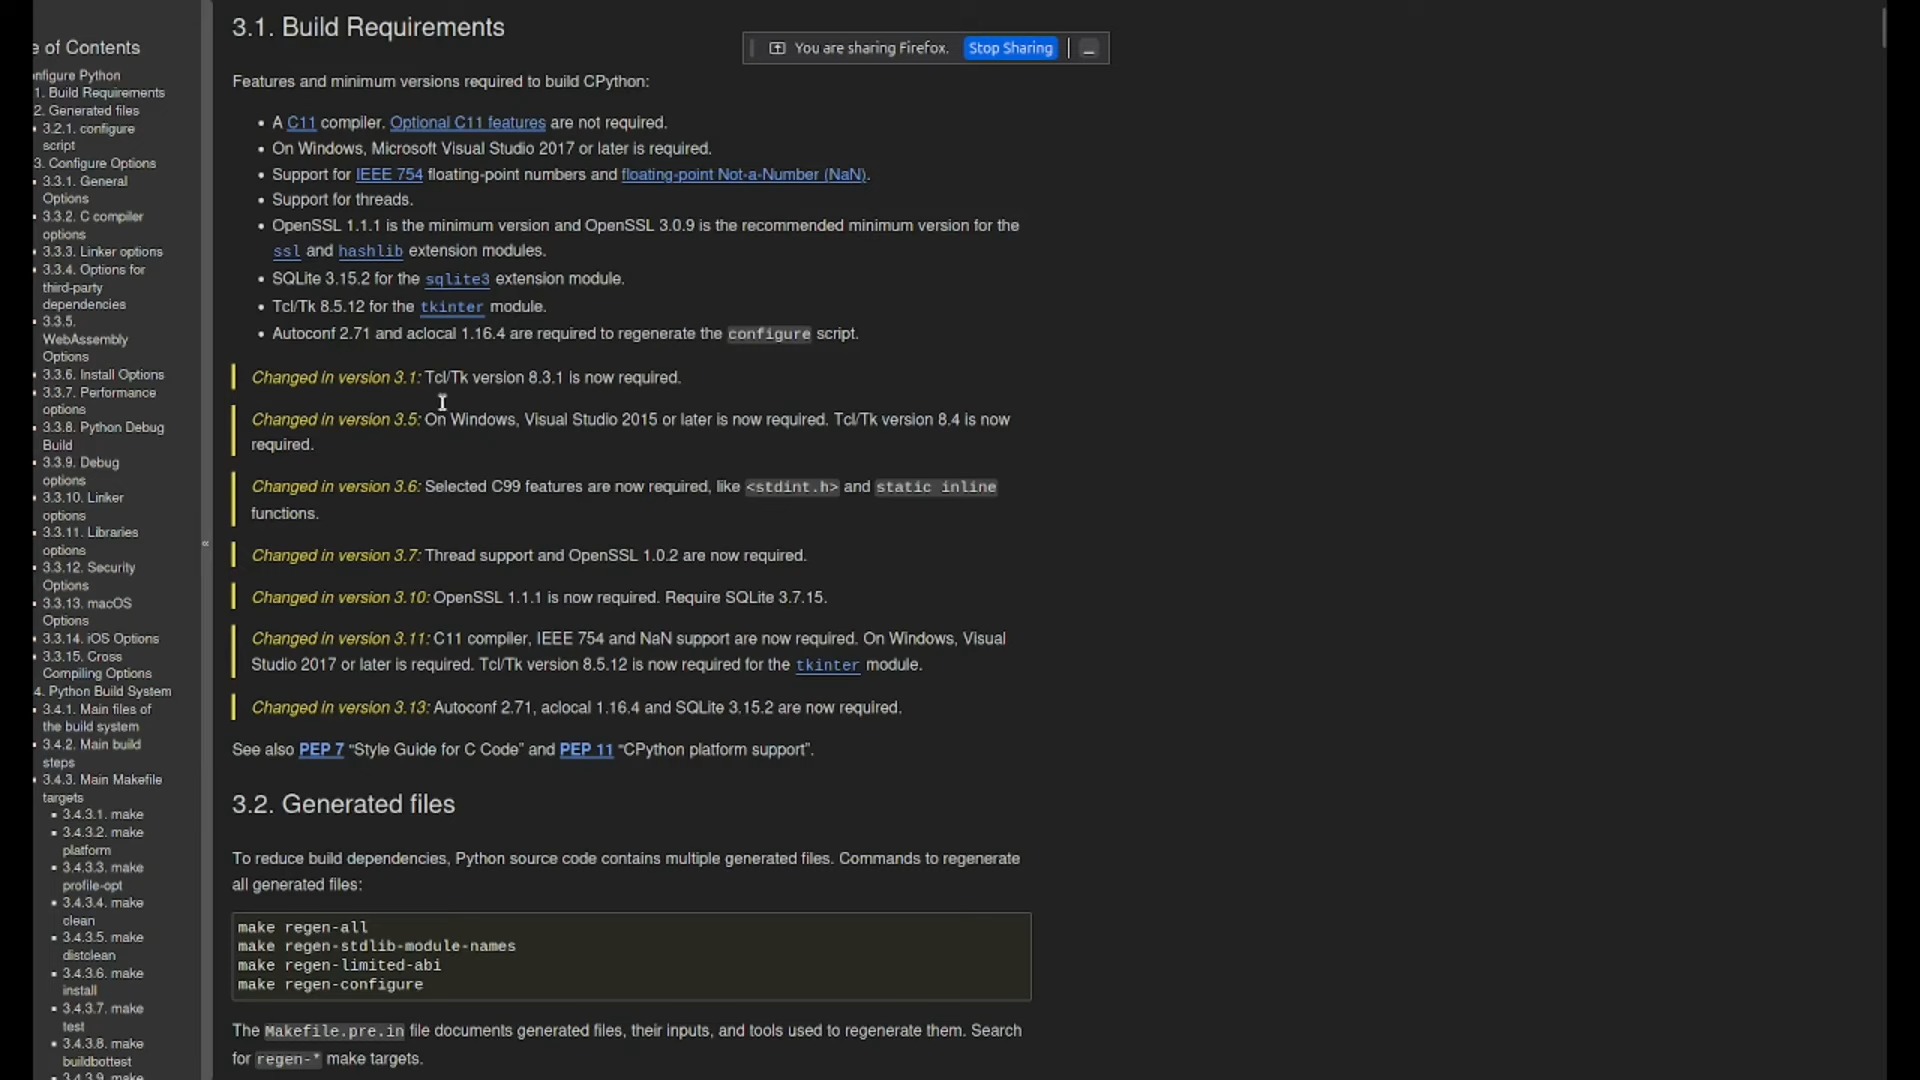 e of Contents
nfigure Python
1. Build Requirements
2. Generated files
3.2.1. configure
script
3. Configure Options
3.3.1. General
Options
3.3.2. C compiler
options
3.3.3. Linker options
3.3.4. Options for
third-party
dependencies
3.3.5.
WebAssembly
Options
3.3.6. Install Options
3.3.7. Performance
options
3.3.8. Python Debug
Build
3.3.9. Debug
options
3.3.10. Linker
options
3.3.11. Libraries
options
3.3.12. Security
Options
3.3.13. macOS
Options
3.3.14. iOS Options
3.3.15. Cross
Compiling Options
4. Python Build System
3.4.1. Main files of
the build system
3.4.2. Main build
steps
3.4.3. Main Makefile
targets
3.4.3.1. make
3.4.3.2. make
platform
3.4.3.3. make
profile-opt
3.4.3.4. make
clean
3.4.3.5. make
distclean
3.4.3.6. make
install
3.4.3.7. make
test
3.4.3.8. make
buildbottest
3.4.3.9. make
«
You are sharing Firefox. Stop Sharing
3.1. Build Requirements
Features and minimum versions required to build CPython:
• A C11 compiler. Optional C11 features are not required.
• On Windows, Microsoft Visual Studio 2017 or later is required.
• Support for IEEE 754 floating-point numbers and floating-point Not-a-Number (NaN).
• Support for threads.
• OpenSSL 1.1.1 is the minimum version and OpenSSL 3.0.9 is the recommended minimum version for the
ssl and hashlib extension modules.
• SQLite 3.15.2 for the sqlite3 extension module.
• Tcl/Tk 8.5.12 for the tkinter module.
• Autoconf 2.71 and aclocal 1.16.4 are required to regenerate the configure script.
Changed in version 3.1: Tcl/Tk version 8.3.1 is now required.
Changed in version 3.5: On Windows, Visual Studio 2015 or later is now required. Tcl/Tk version 8.4 is now
required.
Changed in version 3.6: Selected C99 features are now required, like <stdint.h> and static inline
functions.
Changed in version 3.7: Thread support and OpenSSL 1.0.2 are now required.
Changed in version 3.10: OpenSSL 1.1.1 is now required. Require SQLite 3.7.15.
Changed in version 3.11: C11 compiler, IEEE 754 and NaN support are now required. On Windows, Visual
Studio 2017 or later is required. Tcl/Tk version 8.5.12 is now required for the tkinter module.
Changed in version 3.13: Autoconf 2.71, aclocal 1.16.4 and SQLite 3.15.2 are now required.
See also PEP 7 “Style Guide for C Code” and PEP 11 “CPython platform support”.
3.2. Generated files
To reduce build dependencies, Python source code contains multiple generated files. Commands to regenerate
all generated files:
make regen-all
make regen-stdlib-module-names
make regen-limited-abi
make regen-configure
The Makefile.pre.in file documents generated files, their inputs, and tools used to regenerate them. Search
for regen-* make targets.